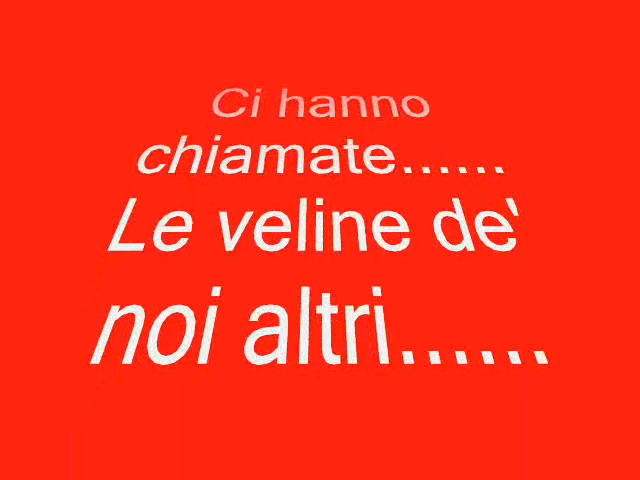 Ci hanno
chiamate......
Le veline de'
noi altri......